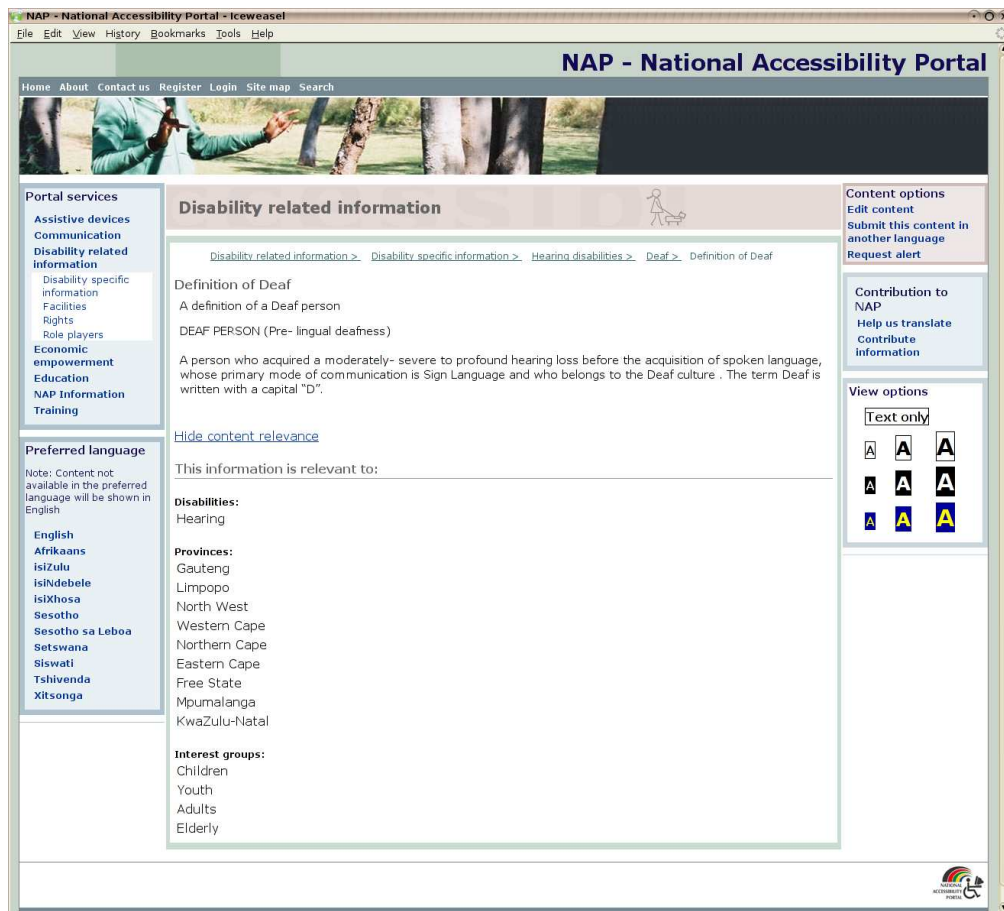 NAP - National Accessibility Portal - Iceweasel
File Edit View History Bookmarks Tools Help
NAP - National Accessibility Portal
Home About Contact us Register Login Site map Search
Portal services
Assistive devices
Communication
Disability related
information
Disability specific
information
Facilities
Rights
Role players
Economic
empowerment
Education
NAP Information
Training
Preferred language
Note: Content not
available in the preferred
language will be shown in
English
English
Afrikaans
isiZulu
isiNdebele
isiXhosa
Sesotho
Sesotho sa Leboa
Setswana
Siswati
Tshivenda
Xitsonga
Disability related information
Disability related information > Disability specific information > Hearing disabilities > Deaf > Definition of Deaf
Definition of Deaf
A definition of a Deaf person
DEAF PERSON (Pre- lingual deafness)
A person who acquired a moderately- severe to profound hearing loss before the acquisition of spoken language,
whose primary mode of communication is Sign Language and who belongs to the Deaf culture . The term Deaf is
written with a capital “D”.
Hide content relevance
This information is relevant to:
Disabilities:
Hearing
Provinces:
Gauteng
Limpopo
North West
Western Cape
Northern Cape
Eastern Cape
Free State
Mpumalanga
KwaZulu-Natal
Interest groups:
Children
Youth
Adults
Elderly
Content options
Edit content
Submit this content in
another language
Request alert
Contribution to
NAP
Help us translate
Contribute
information
View options
Text only
A A A
A A A
A A A
NATIONAL
ACCESSIBILITY
PORTAL